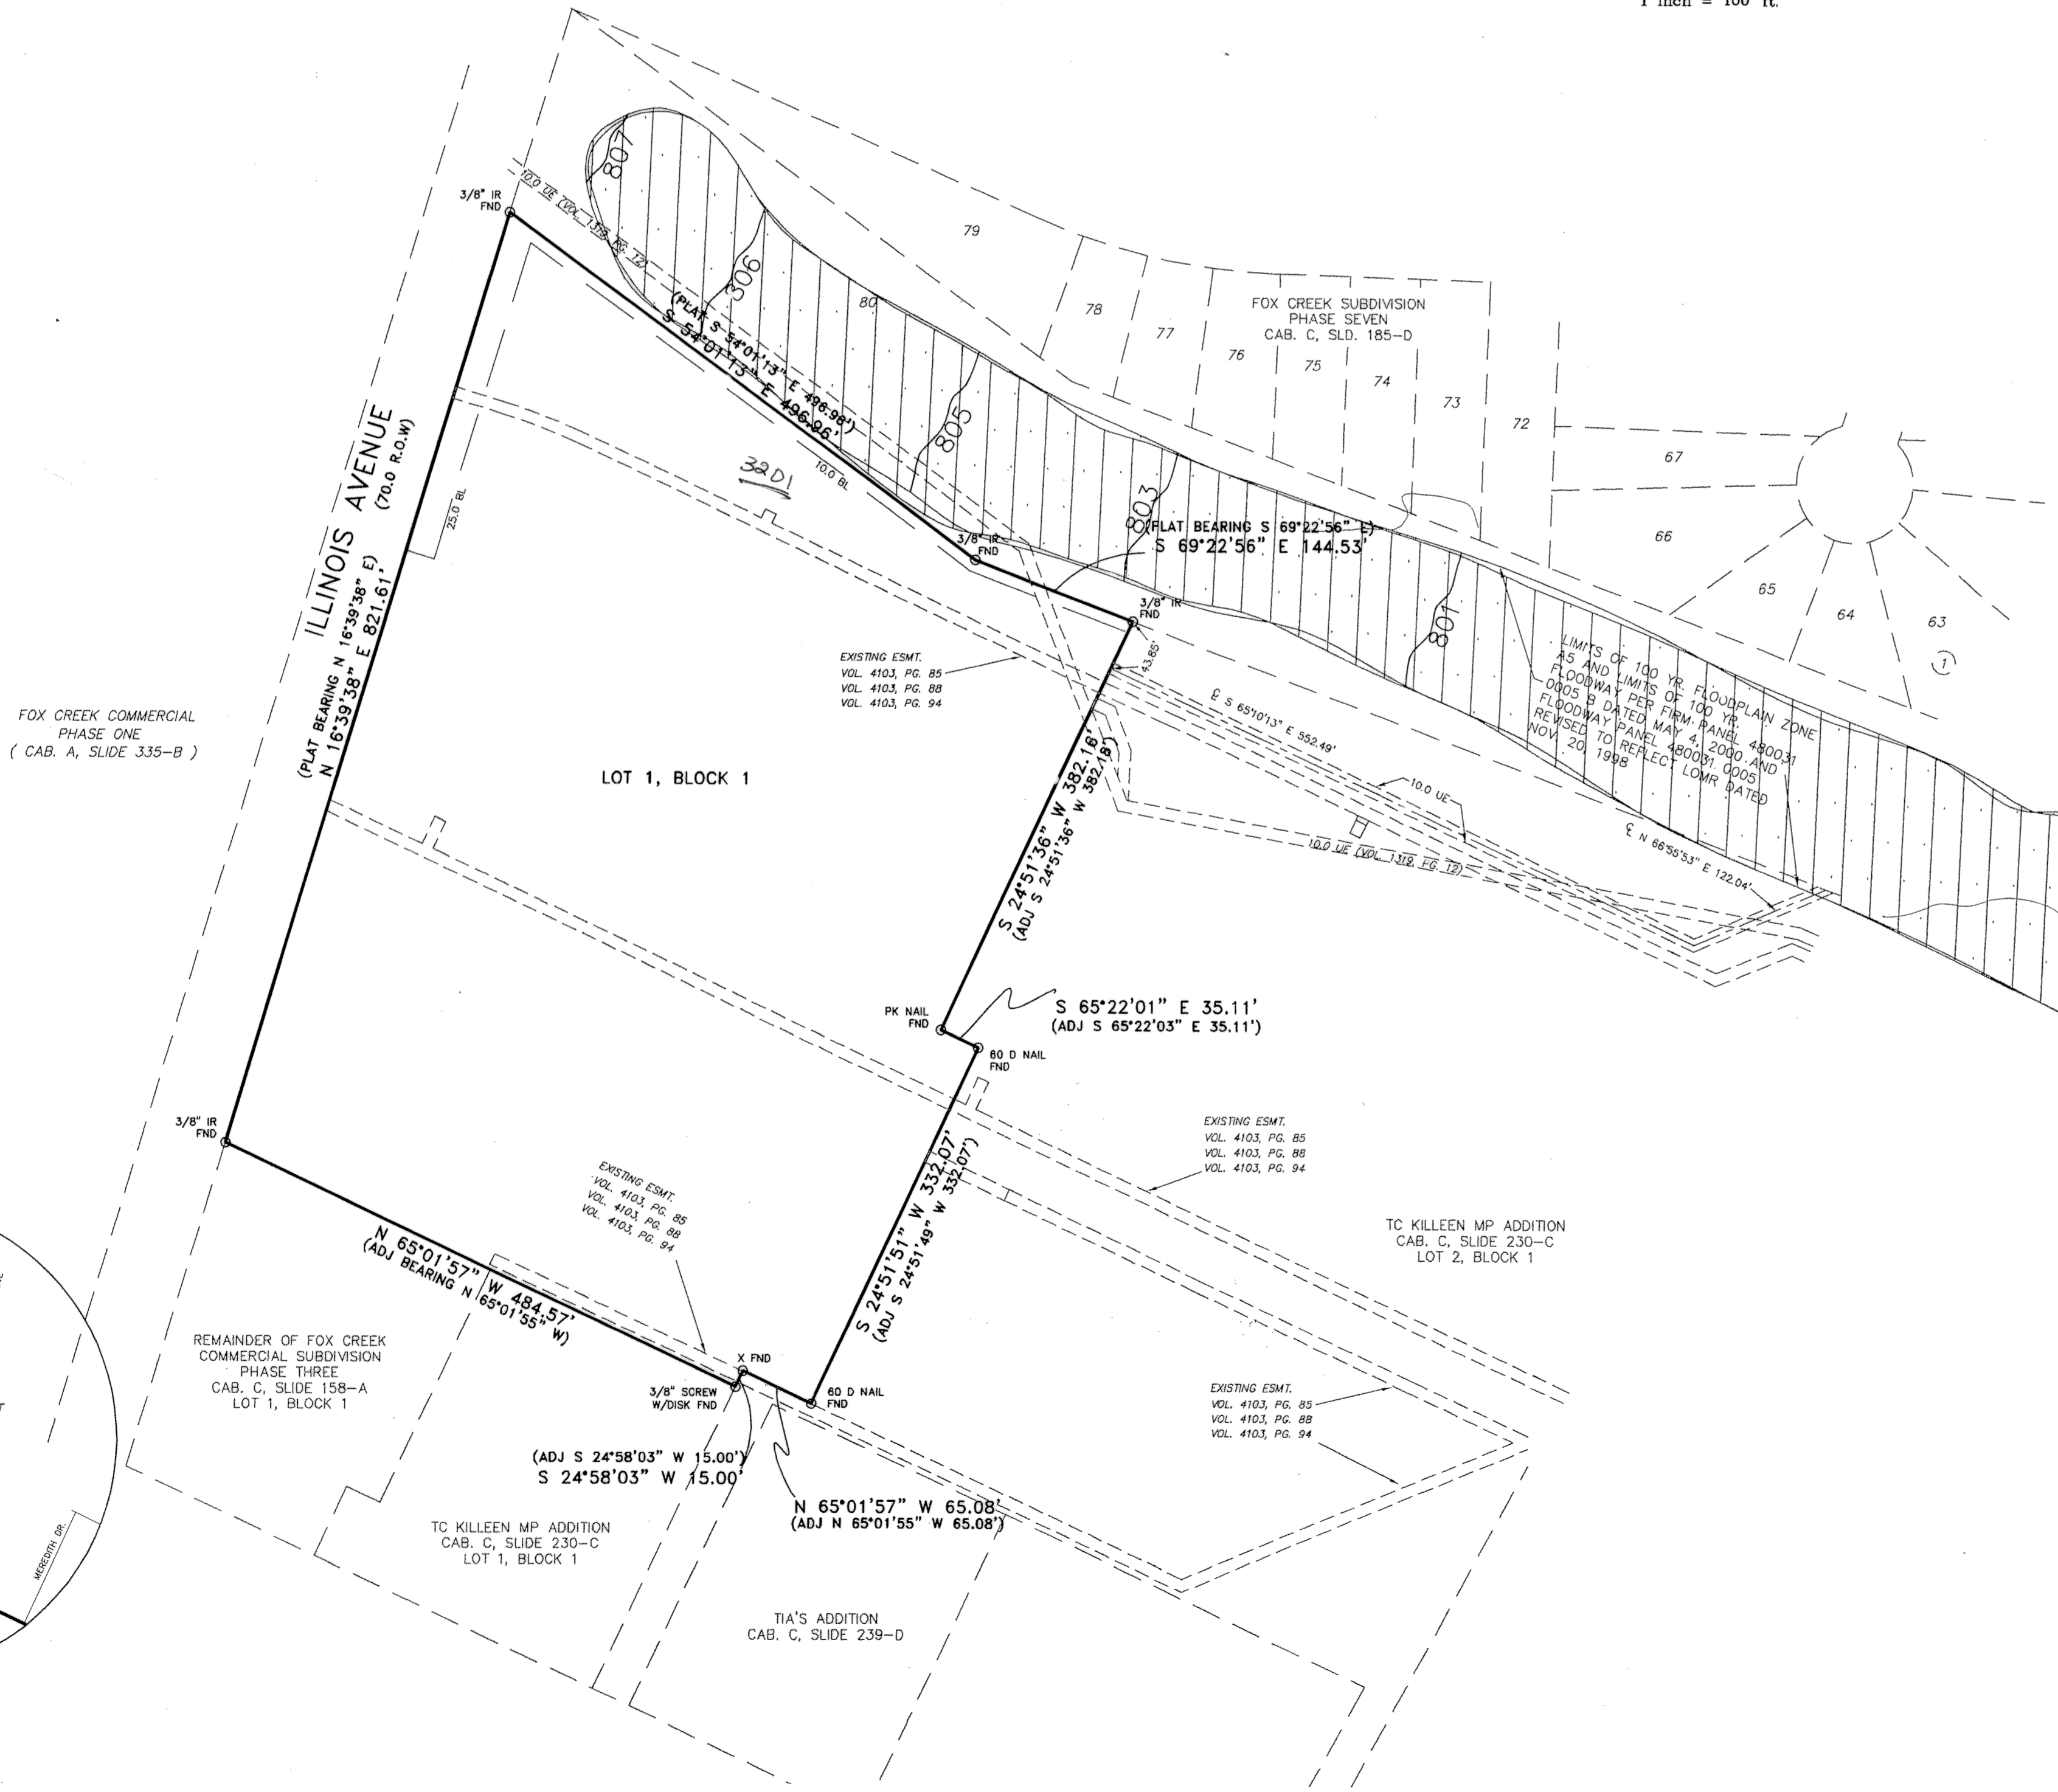 1 inch = 100 ft.
3/8" IR
FND
10.0 UE (VOL. 1319, PG. 12)
807
306
80
79
78
77
76
75
74
73
72
67
66
65
64
63
1
FOX CREEK SUBDIVISION
PHASE SEVEN
CAB. C, SLD. 185-D
(PLAT S 54°01'13" E 496.96')
S 54°01'13" E 496.96'
10.0 BL
805
32D1
3/8" IR
FND
803
(PLAT BEARING S 69°22'56" E)
S 69°22'56" E 144.53'
3/8" IR
FND
801
43.85'
ILLINOIS AVENUE
(70.0 R.O.W)
25.0 BL
(PLAT BEARING N 16°39'38" E)
N 16°39'38" E 821.61'
FOX CREEK COMMERCIAL
PHASE ONE
( CAB. A, SLIDE 335-B )
EXISTING ESMT.
VOL. 4103, PG. 85
VOL. 4103, PG. 88
VOL. 4103, PG. 94
LIMITS OF 100 YR. FLOODPLAIN ZONE
A5 AND LIMITS OF 100 YR.
FLOODWAY PER FIRM PANEL 480031
0005 B DATED MAY 4, 2000 AND
FLOODWAY PANEL 480031 0005
REVISED TO REFLECT LOMR DATED
NOV. 20, 1998
℄ S 65°10'13" E 552.49'
10.0 UE
10.0 UE (VOL. 1319, PG. 12)
℄ N 66°55'53" E 122.04'
LOT 1, BLOCK 1
S 24°51'36" W 382.18'
(ADJ S 24°51'36" W 382.18')
PK NAIL
FND
S 65°22'01" E 35.11'
(ADJ S 65°22'03" E 35.11')
60 D NAIL
FND
3/8" IR
FND
EXISTING ESMT.
VOL. 4103, PG. 85
VOL. 4103, PG. 88
VOL. 4103, PG. 94
S 24°51'51" W 332.07'
(ADJ S 24°51'49" W 332.07')
EXISTING ESMT.
VOL. 4103, PG. 85
VOL. 4103, PG. 88
VOL. 4103, PG. 94
TC KILLEEN MP ADDITION
CAB. C, SLIDE 230-C
LOT 2, BLOCK 1
N 65°01'57" W 484.57'
(ADJ BEARING N 65°01'55" W)
REMAINDER OF FOX CREEK
COMMERCIAL SUBDIVISION
PHASE THREE
CAB. C, SLIDE 158-A
LOT 1, BLOCK 1
X FND
3/8" SCREW
W/DISK FND
60 D NAIL
FND
EXISTING ESMT.
VOL. 4103, PG. 85
VOL. 4103, PG. 88
VOL. 4103, PG. 94
(ADJ S 24°58'03" W 15.00')
S 24°58'03" W 15.00'
N 65°01'57" W 65.08'
(ADJ N 65°01'55" W 65.08')
TC KILLEEN MP ADDITION
CAB. C, SLIDE 230-C
LOT 1, BLOCK 1
MEREDITH DR.
TIA'S ADDITION
CAB. C, SLIDE 239-D